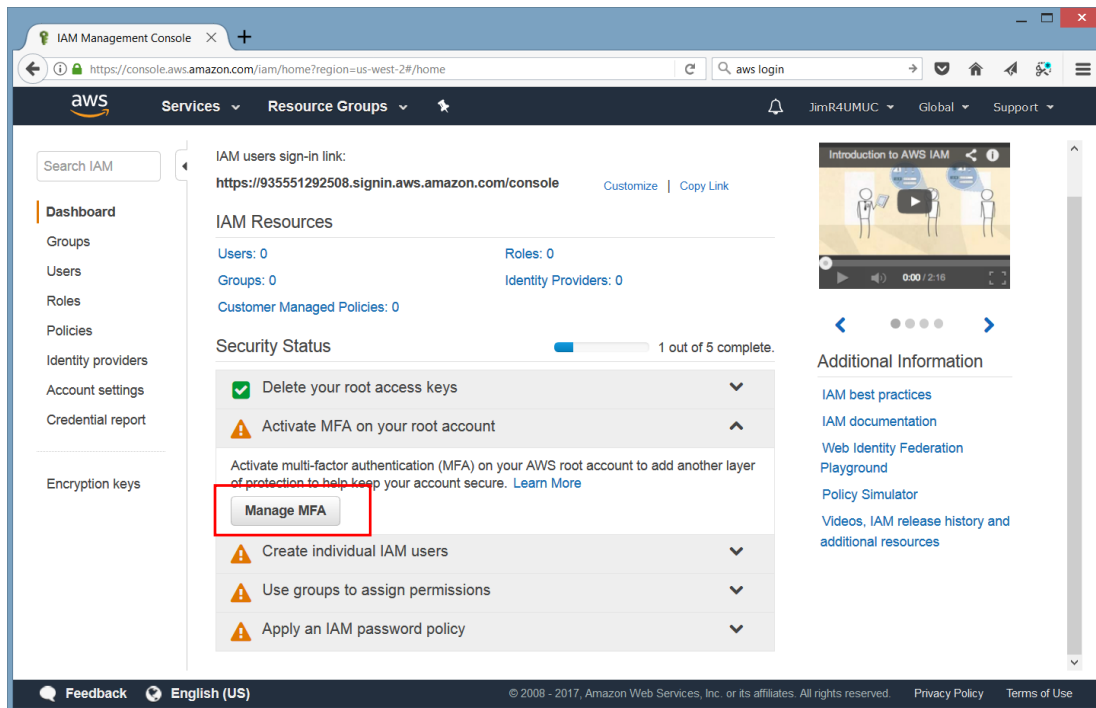 IAM Management Console
https://console.aws.amazon.com/iam/home?region=us-west-2#/home
aws login
aws
Services
Resource Groups
JimR4UMUC
Global
Support
Search IAM
Dashboard
Groups
Users
Roles
Policies
Identity providers
Account settings
Credential report
Encryption keys
IAM users sign-in link:
https://935551292508.signin.aws.amazon.com/console
Customize | Copy Link
IAM Resources
Users: 0
Roles: 0
Groups: 0
Identity Providers: 0
Customer Managed Policies: 0
Security Status
1 out of 5 complete.
Delete your root access keys
Activate MFA on your root account
Activate multi-factor authentication (MFA) on your AWS root account to add another layer
of protection to help keep your account secure. Learn More
Manage MFA
Create individual IAM users
Use groups to assign permissions
Apply an IAM password policy
Introduction to AWS IAM
0:00 / 2:16
Additional Information
IAM best practices
IAM documentation
Web Identity Federation
Playground
Policy Simulator
Videos, IAM release history and
additional resources
Feedback
English (US)
© 2008 - 2017, Amazon Web Services, Inc. or its affiliates. All rights reserved.
Privacy Policy
Terms of Use